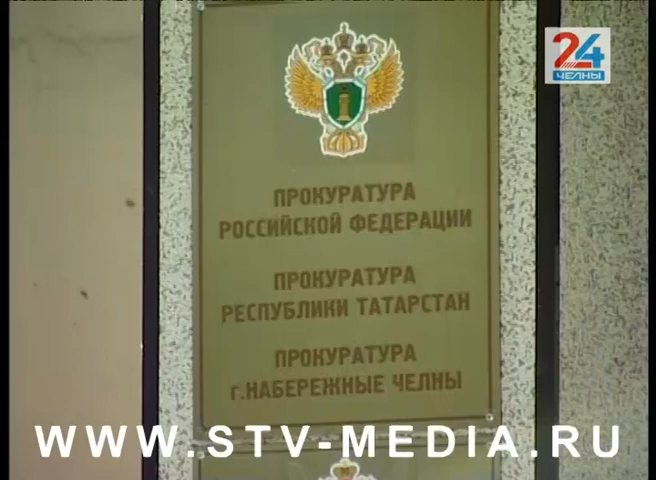 24
ЧЕЛНЫ
ПРОКУРАТУРА
РОССИЙСКОЙ ФЕДЕРАЦИИ
ПРОКУРАТУРА
РЕСПУБЛИКИ ТАТАРСТАН
ПРОКУРАТУРА
г.НАБЕРЕЖНЫЕ ЧЕЛНЫ
WWW.STV-MEDIA.RU